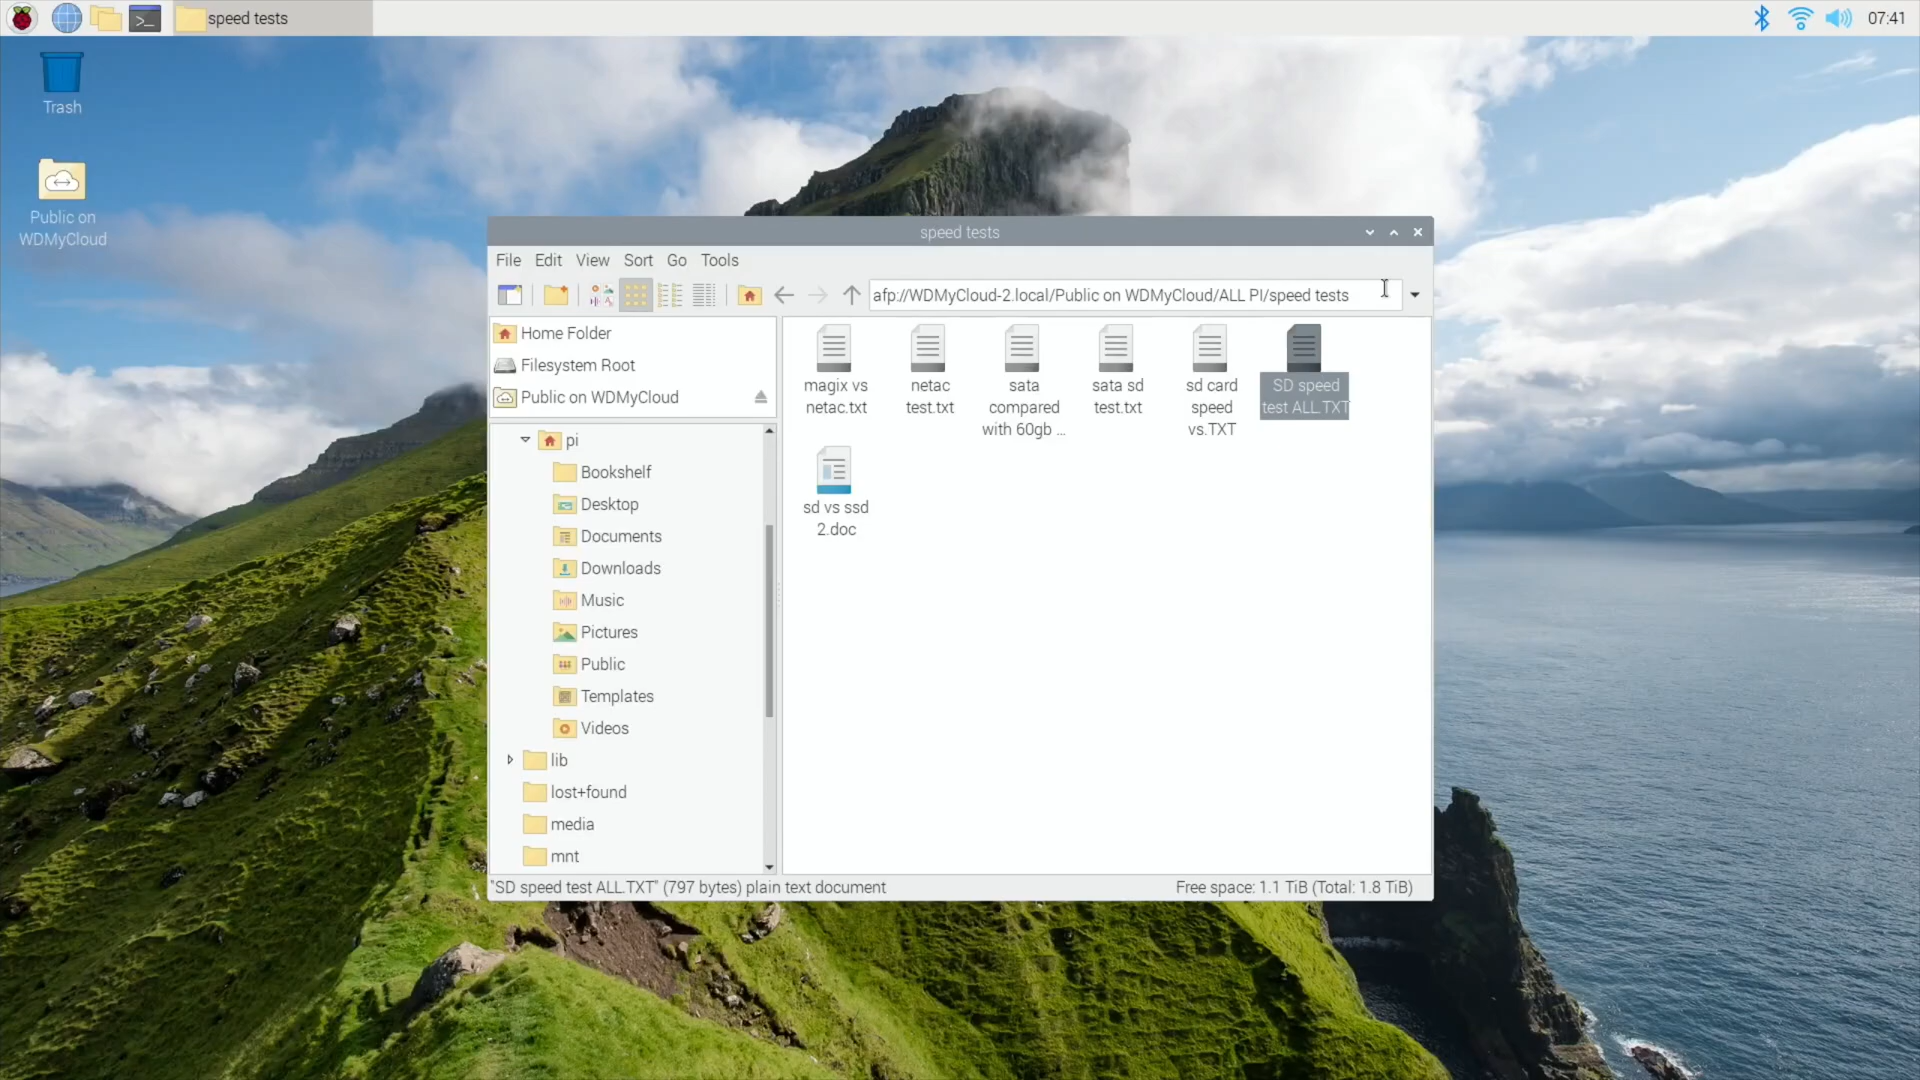 speed tests
07:41
Trash
Public on
WDMyCloud
speed tests
File Edit View Sort Go Tools
afp://WDMyCloud-2.local/Public on WDMyCloud/ALL PI/speed tests
Home Folder
Filesystem Root
Public on WDMyCloud
pi
Bookshelf
Desktop
Documents
Downloads
Music
Pictures
Public
Templates
Videos
lib
lost+found
media
mnt
magix vs
netac.txt
netac
test.txt
sata
compared
with 60gb ...
sata sd
test.txt
sd card
speed
vs.TXT
SD speed
test ALL.TXT
sd vs ssd
2.doc
"SD speed test ALL.TXT" (797 bytes) plain text document
Free space: 1.1 TiB (Total: 1.8 TiB)